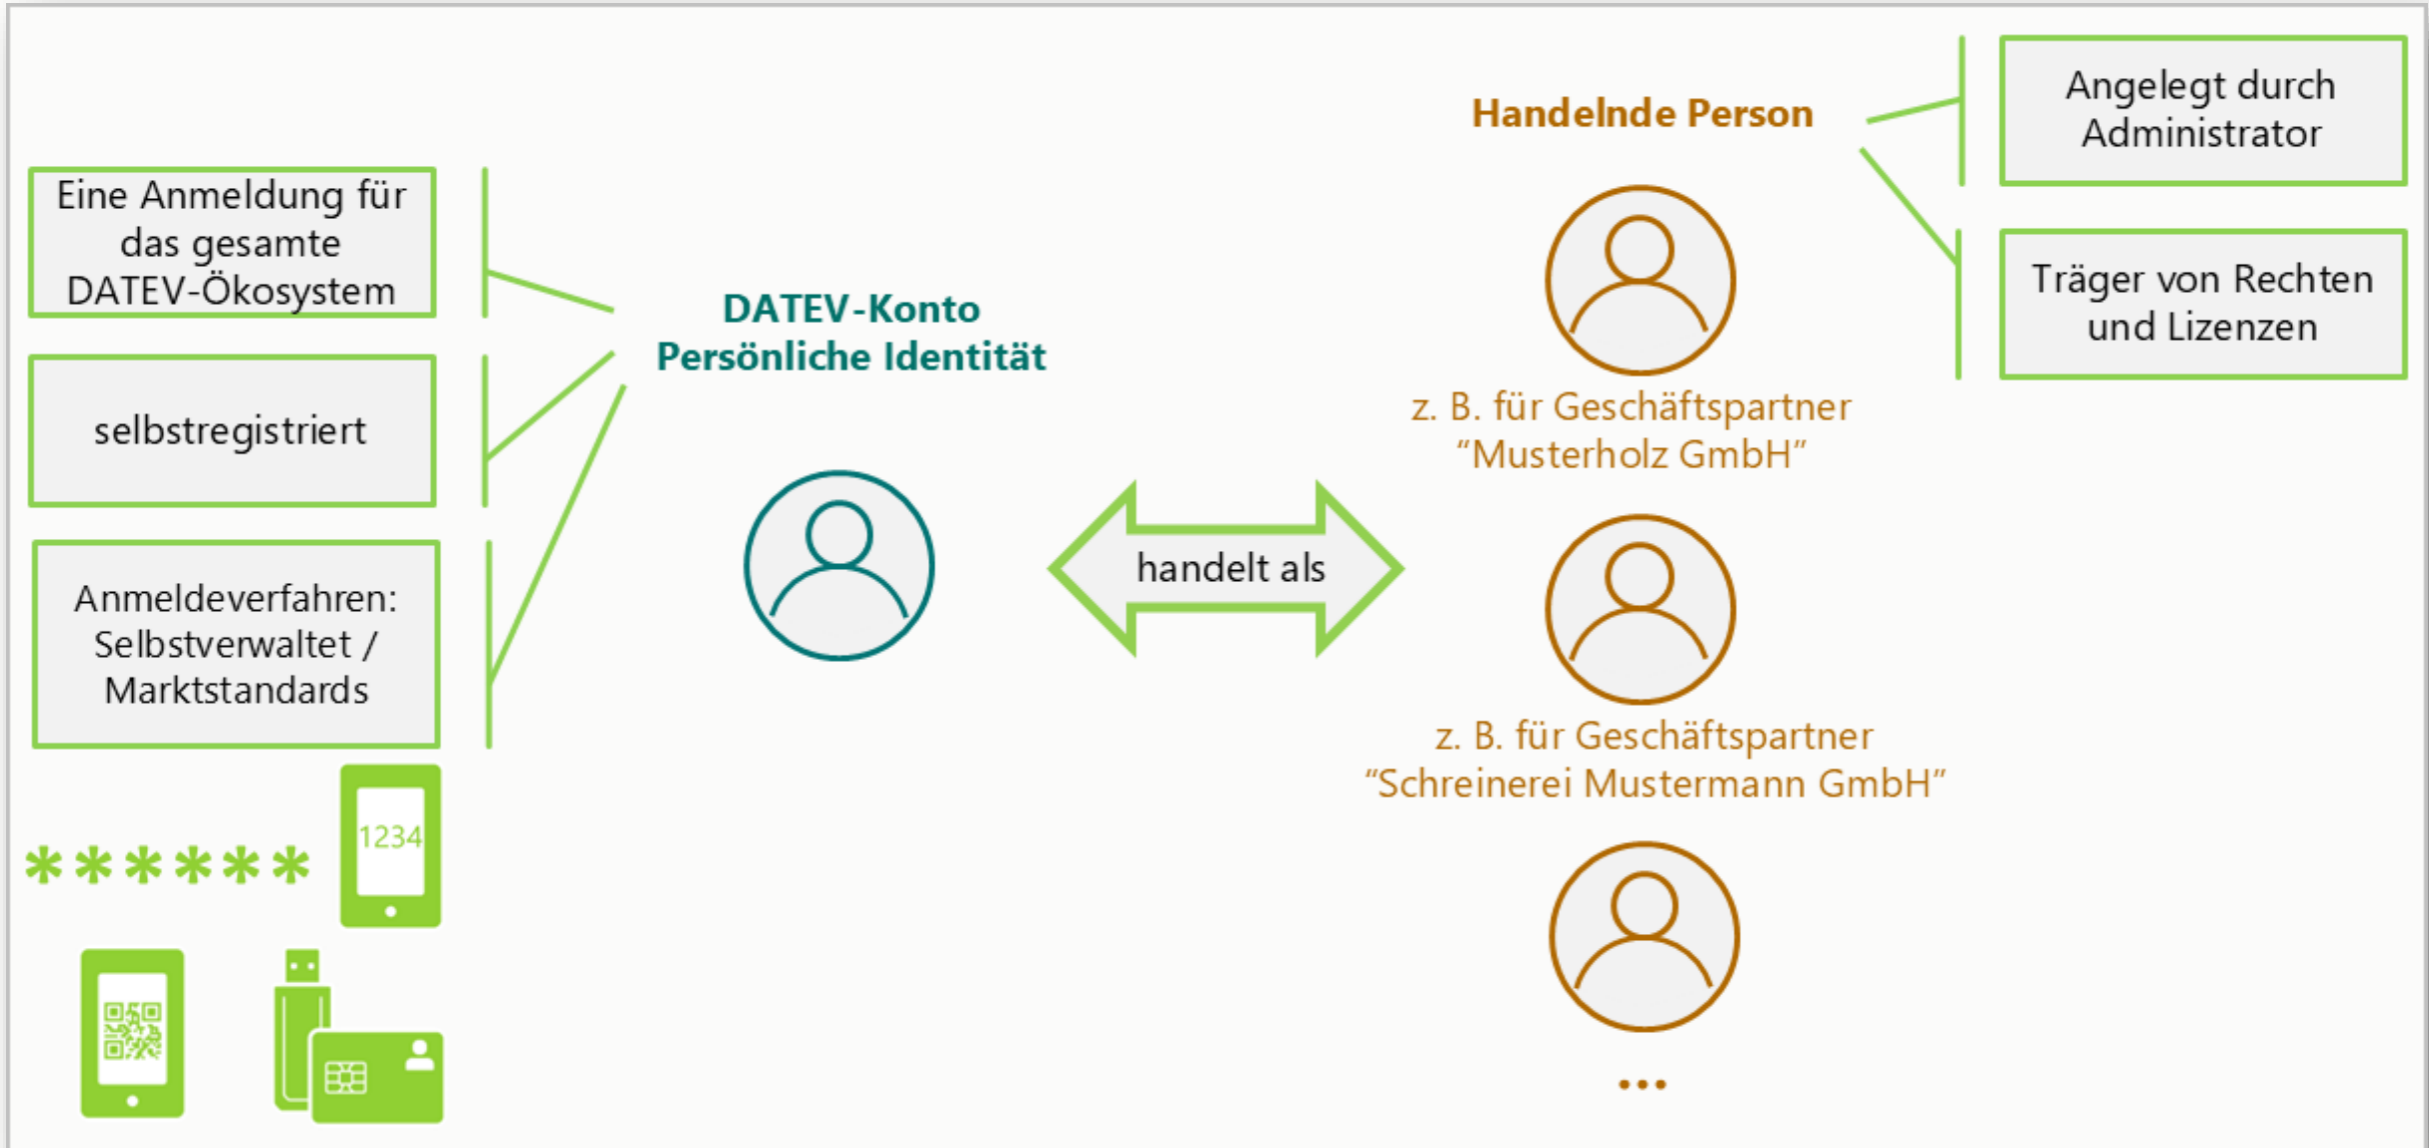 Eine Anmeldung für
das gesamte
DATEV-Ökosystem
selbstregistriert
Anmeldeverfahren:
Selbstverwaltet /
Marktstandards
******
1234
DATEV-Konto
Persönliche Identität
handelt als
Handelnde Person
z. B. für Geschäftspartner
“Musterholz GmbH”
z. B. für Geschäftspartner
“Schreinerei Mustermann GmbH”
...
Angelegt durch
Administrator
Träger von Rechten
und Lizenzen